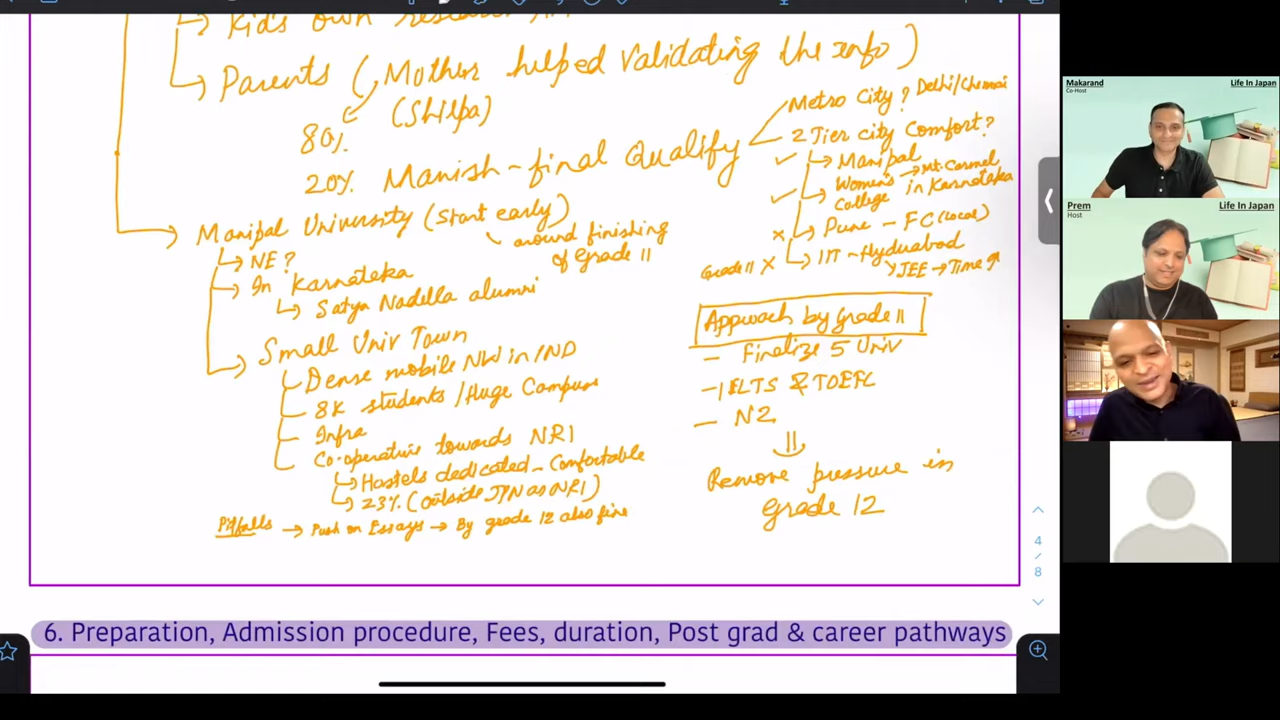 Kid's own
Parents (Mother helped validating the info)
(Shilpa)
80%
20% Manish - final Qualify
Metro City? Delhi/Chennai
2 Tier city Comfort?
Manipal
Women's College → Mt. Carmel in Karnataka
Pune - FC (Local)
Grade 11 x IIT - Hyderabad
JEE → Time
Manipal University (Start early)
around finishing of Grade 11
NE?
In Karnataka
Satya Nadella alumni
Small Univ Town
Dense mobile NW in IND
8K students / Huge Campus
Infra
Co-operative towards NRI
Hostels dedicated - Comfortable
23% (outside JPN as NRI)
Pitfalls → Push on Essays → By grade 12 also fine
Approach by grade 11
- Finalize 5 Univ
- IELTS & TOEFL
- N2
Remove pressure in
grade 12
6. Preparation, Admission procedure, Fees, duration, Post grad & career pathways
4
/
8
Makarand
Co-Host
Life In Japan
Prem
Host
Life In Japan